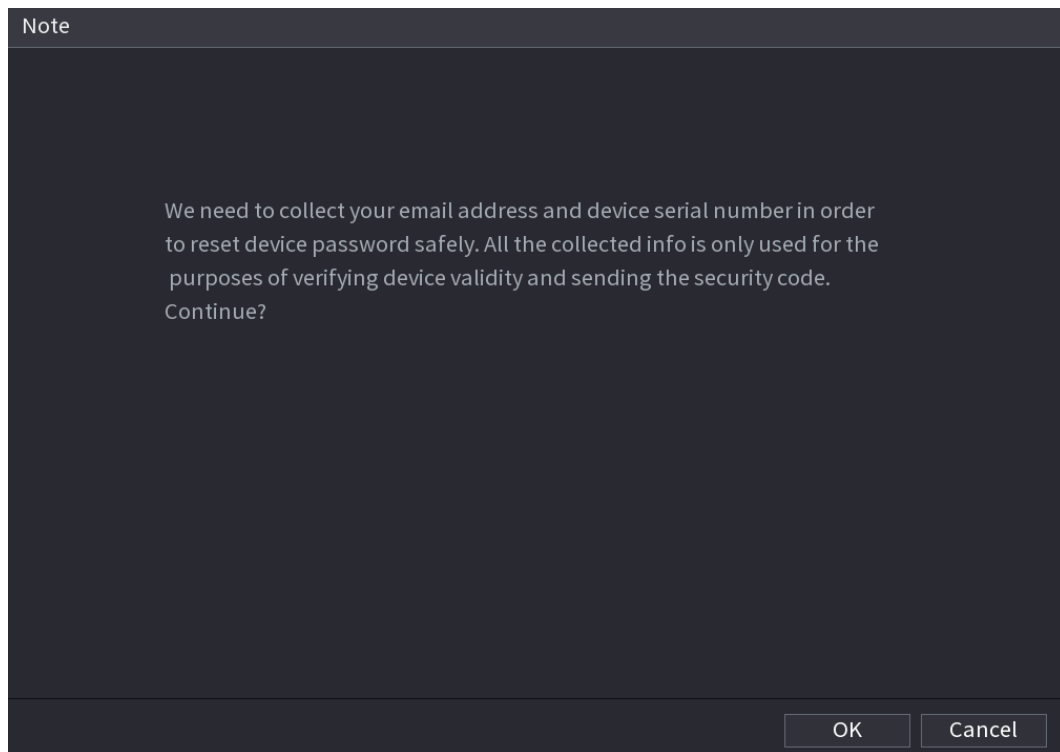 Note
We need to collect your email address and device serial number in order
to reset device password safely. All the collected info is only used for the
purposes of verifying device validity and sending the security code.
Continue?
OK
Cancel